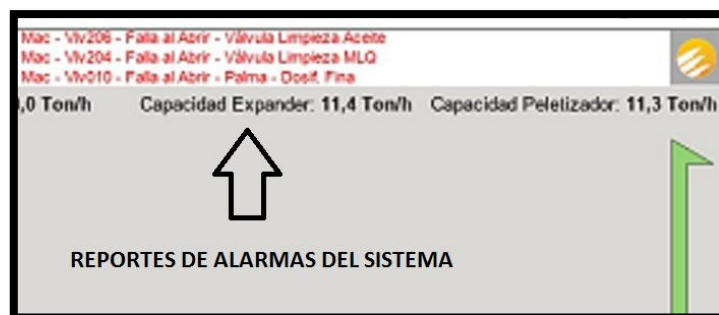 Mac - Vlv206 - Falla al Abrir - Válvula Limpieza Aceite
Mac - Vlv204 - Falla al Abrir - Válvula Limpieza MLQ
Mac - Vlv010 - Falla al Abrir - Palma - Dosif. Fina
,0 Ton/h Capacidad Expander: 11,4 Ton/h Capacidad Peletizador: 11,3 Ton/h
REPORTES DE ALARMAS DEL SISTEMA